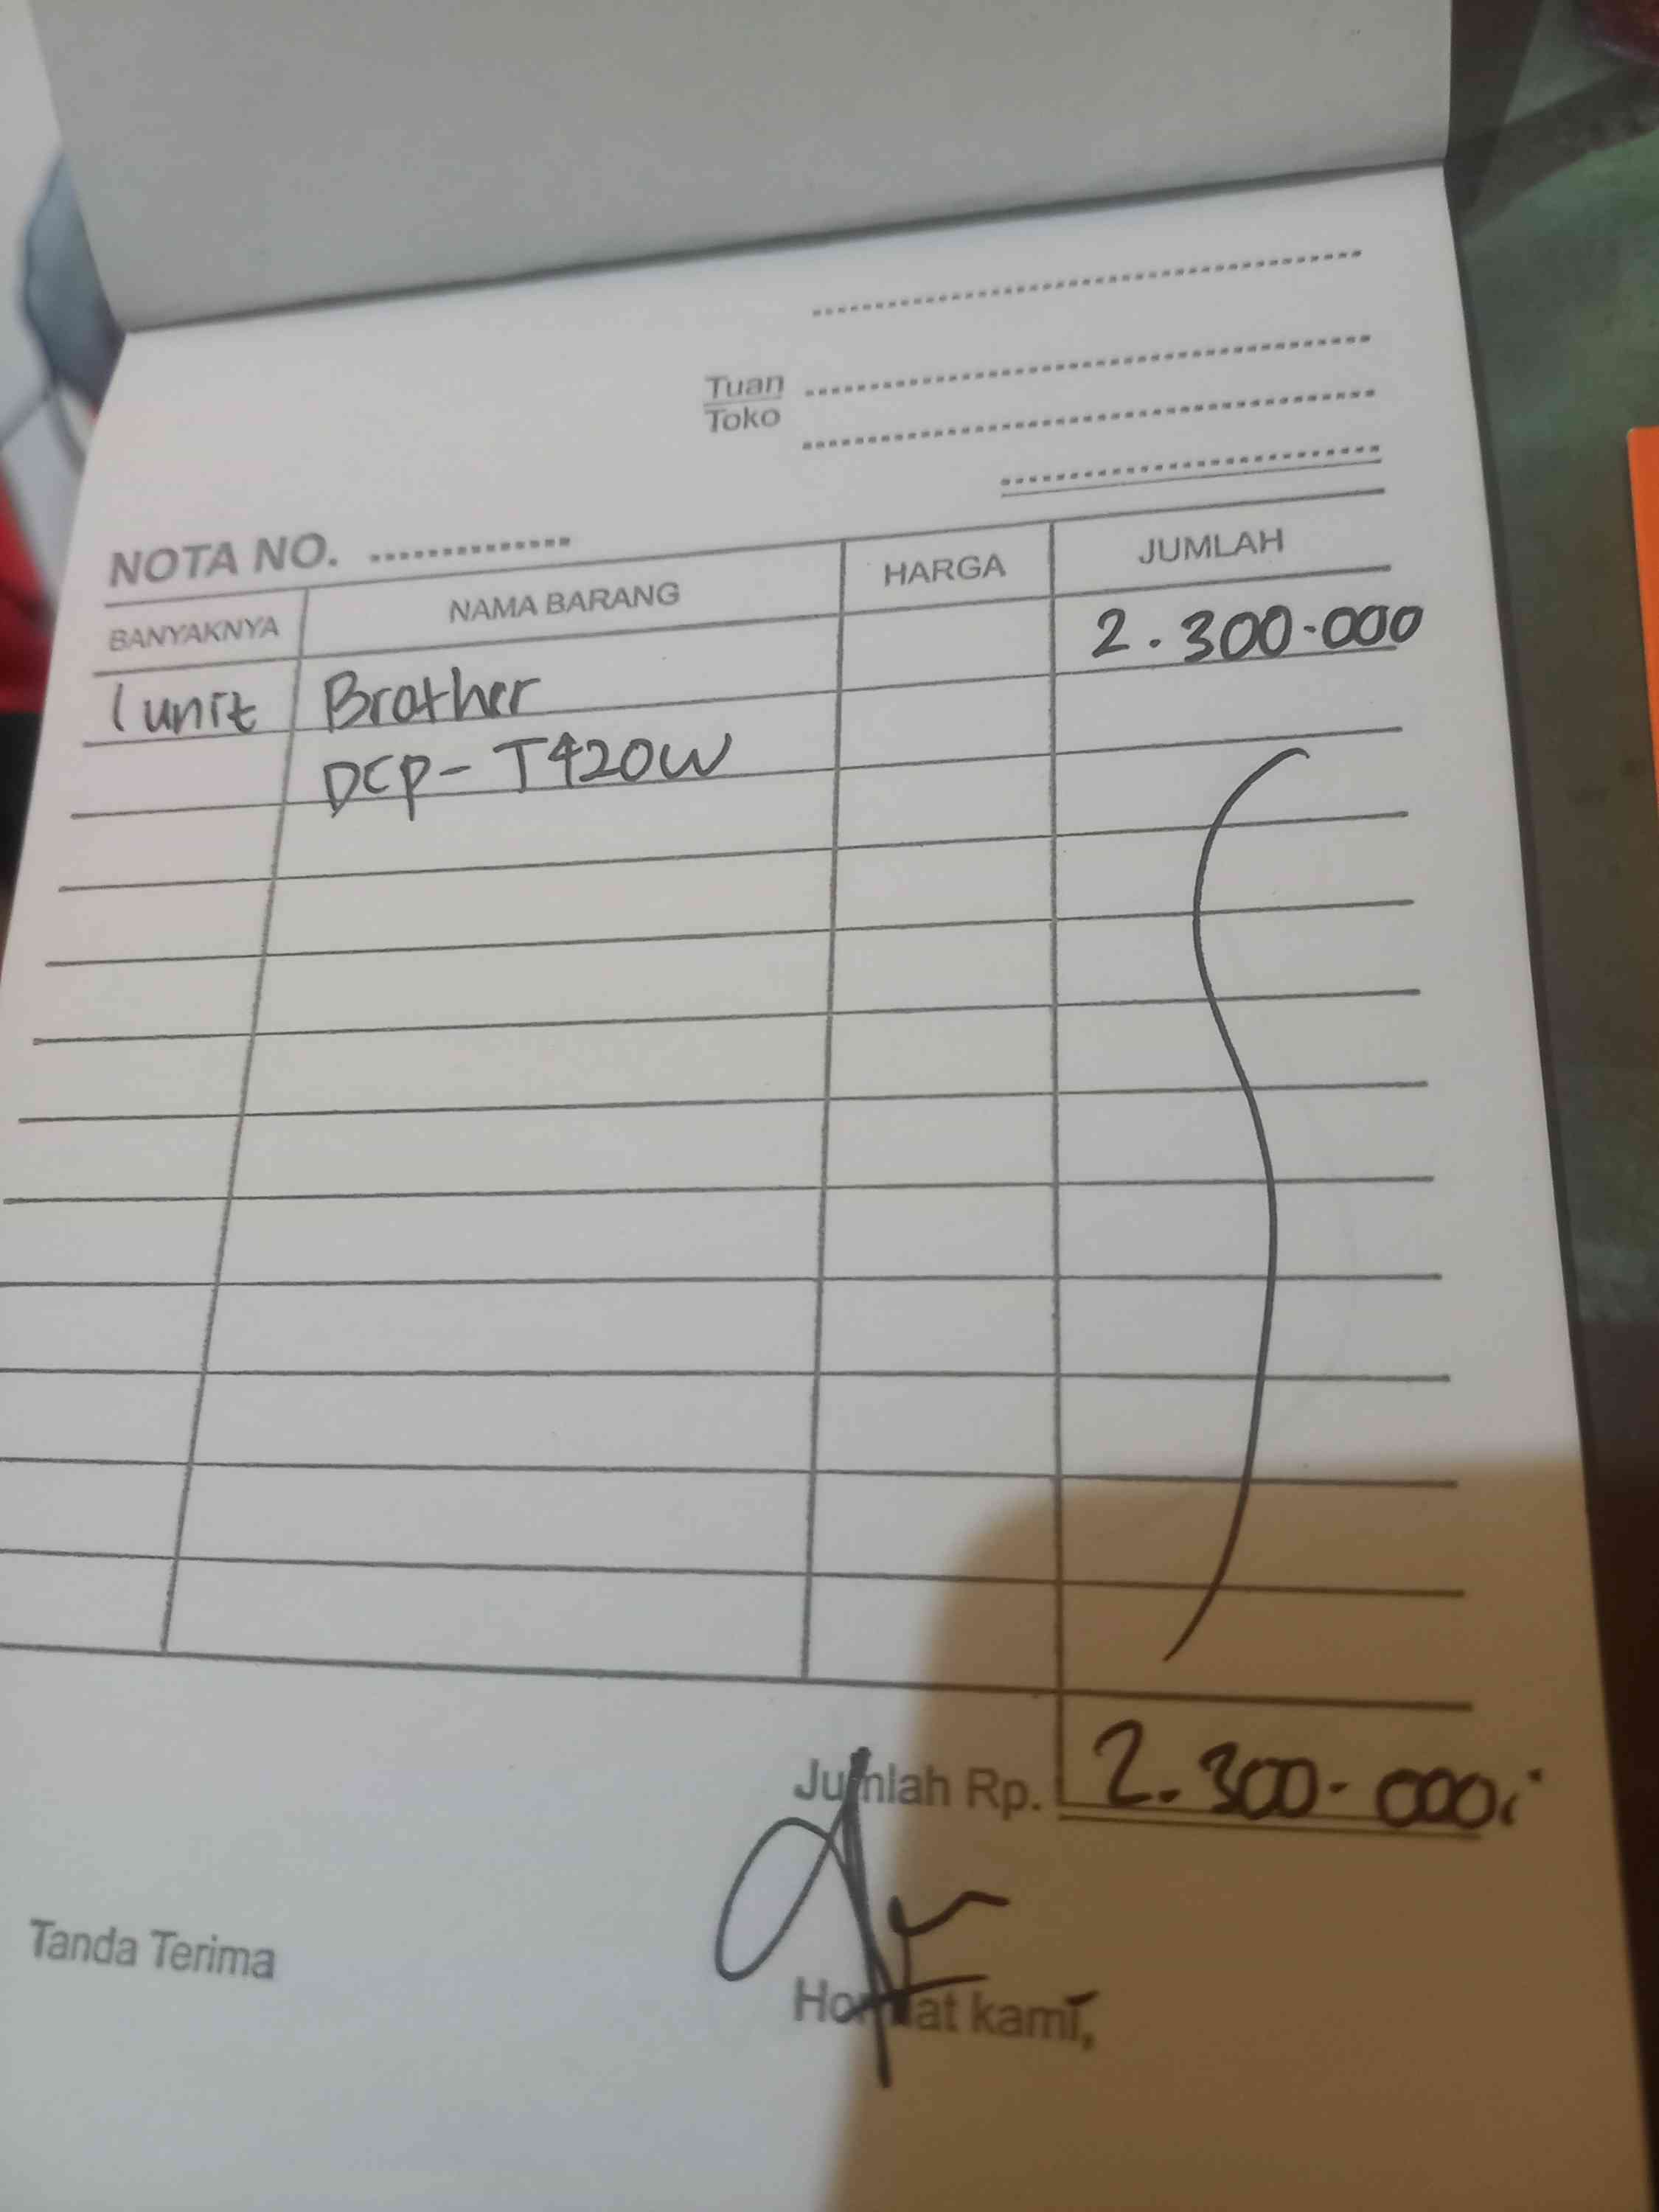 Tuan
Toko
NOTA NO. ..............
BANYAKNYA NAMA BARANG HARGA JUMLAH
1 unit Brother 2.300.000
DCP-T420W
Jumlah Rp. 2.300.000
Tanda Terima
Hormat kami,